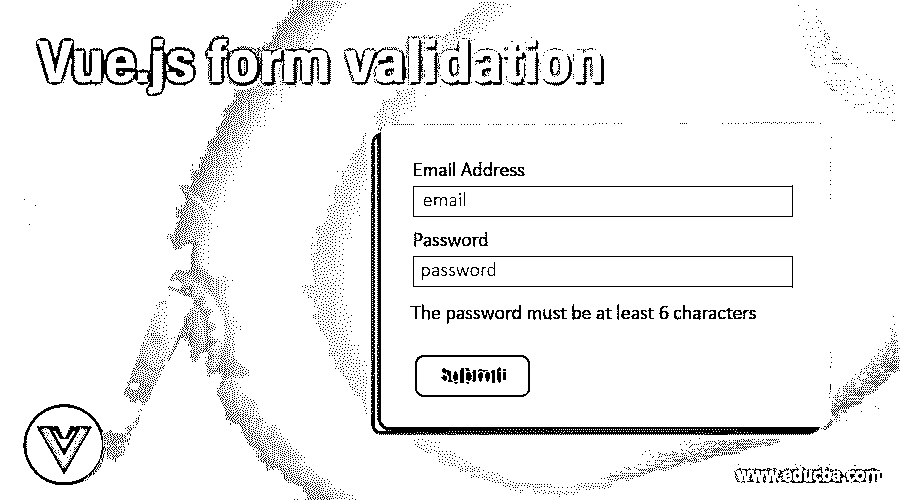 Vue.js form validation
Email Address
email
Password
password
The password must be at least 6 characters
Submit
www.educba.com